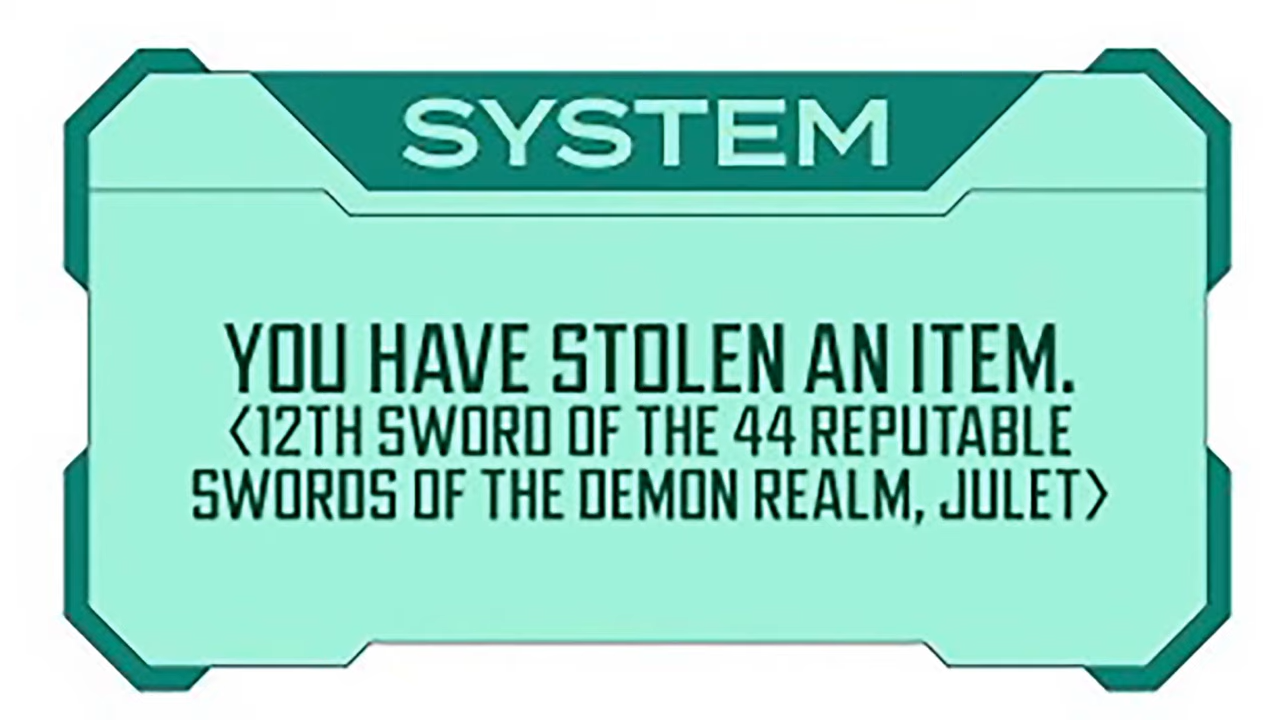 SYSTEM
YOU HAVE STOLEN AN ITEM.
<12TH SWORD OF THE 44 REPUTABLE
SWORDS OF THE DEMON REALM, JULET>